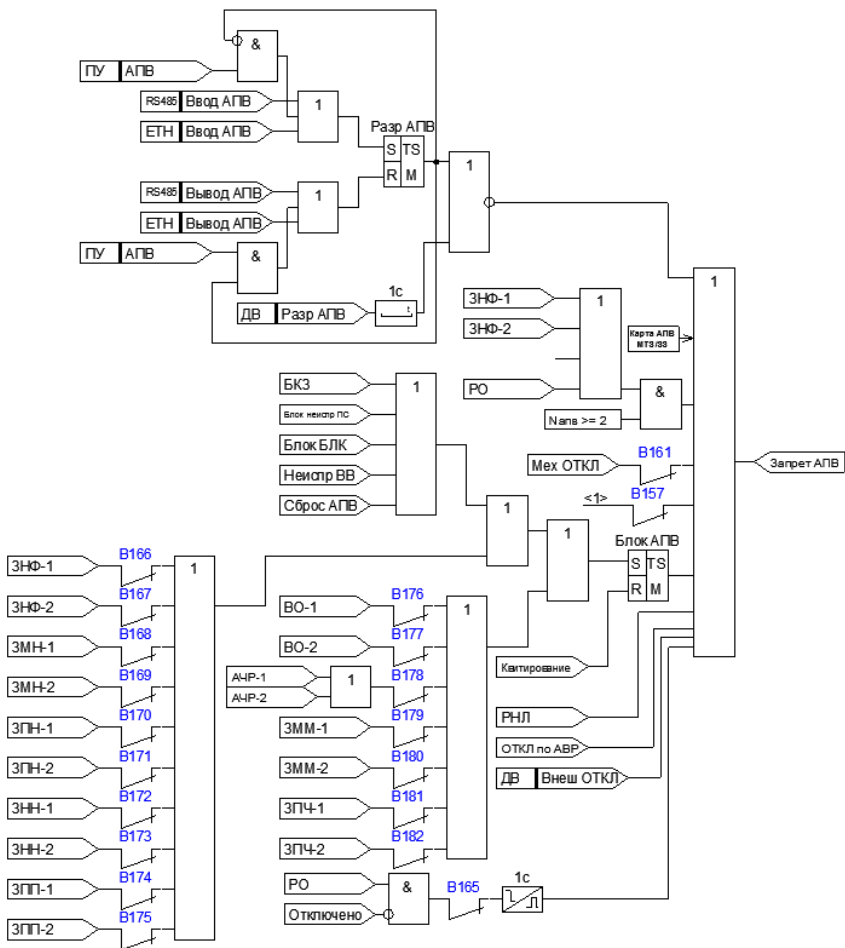 &
ПУ АПВ
RS485 Ввод АПВ
1
ETH Ввод АПВ
Разр АПВ
S TS
R M
1
RS485 Вывод АПВ
1
ETH Вывод АПВ
ПУ АПВ
&
1с
ДВ Разр АПВ
t
1
ЗНФ-1
1
ЗНФ-2
Карта АПВ
МТЗ/ЗЗ
РО
&
Nапв >= 2
БКЗ
1
Блок неиспр ПС
Блок БЛК
Неиспр ВВ
Сброс АПВ
Мех ОТКЛ
B161
<1>
B157
Запрет АПВ
1
1
Блок АПВ
S TS
R M
ЗНФ-1
B166
1
ЗНФ-2
B167
ЗМН-1
B168
ЗМН-2
B169
ЗПН-1
B170
ЗПН-2
B171
ЗНН-1
B172
ЗНН-2
B173
ЗПП-1
B174
ЗПП-2
B175
ВО-1
B176
1
ВО-2
B177
АЧР-1
АЧР-2
1
B178
ЗММ-1
B179
ЗММ-2
B180
ЗПЧ-1
B181
ЗПЧ-2
B182
Квитирование
РНЛ
ОТКЛ по АВР
ДВ Внеш ОТКЛ
РО
&
B165
1с
Отключено